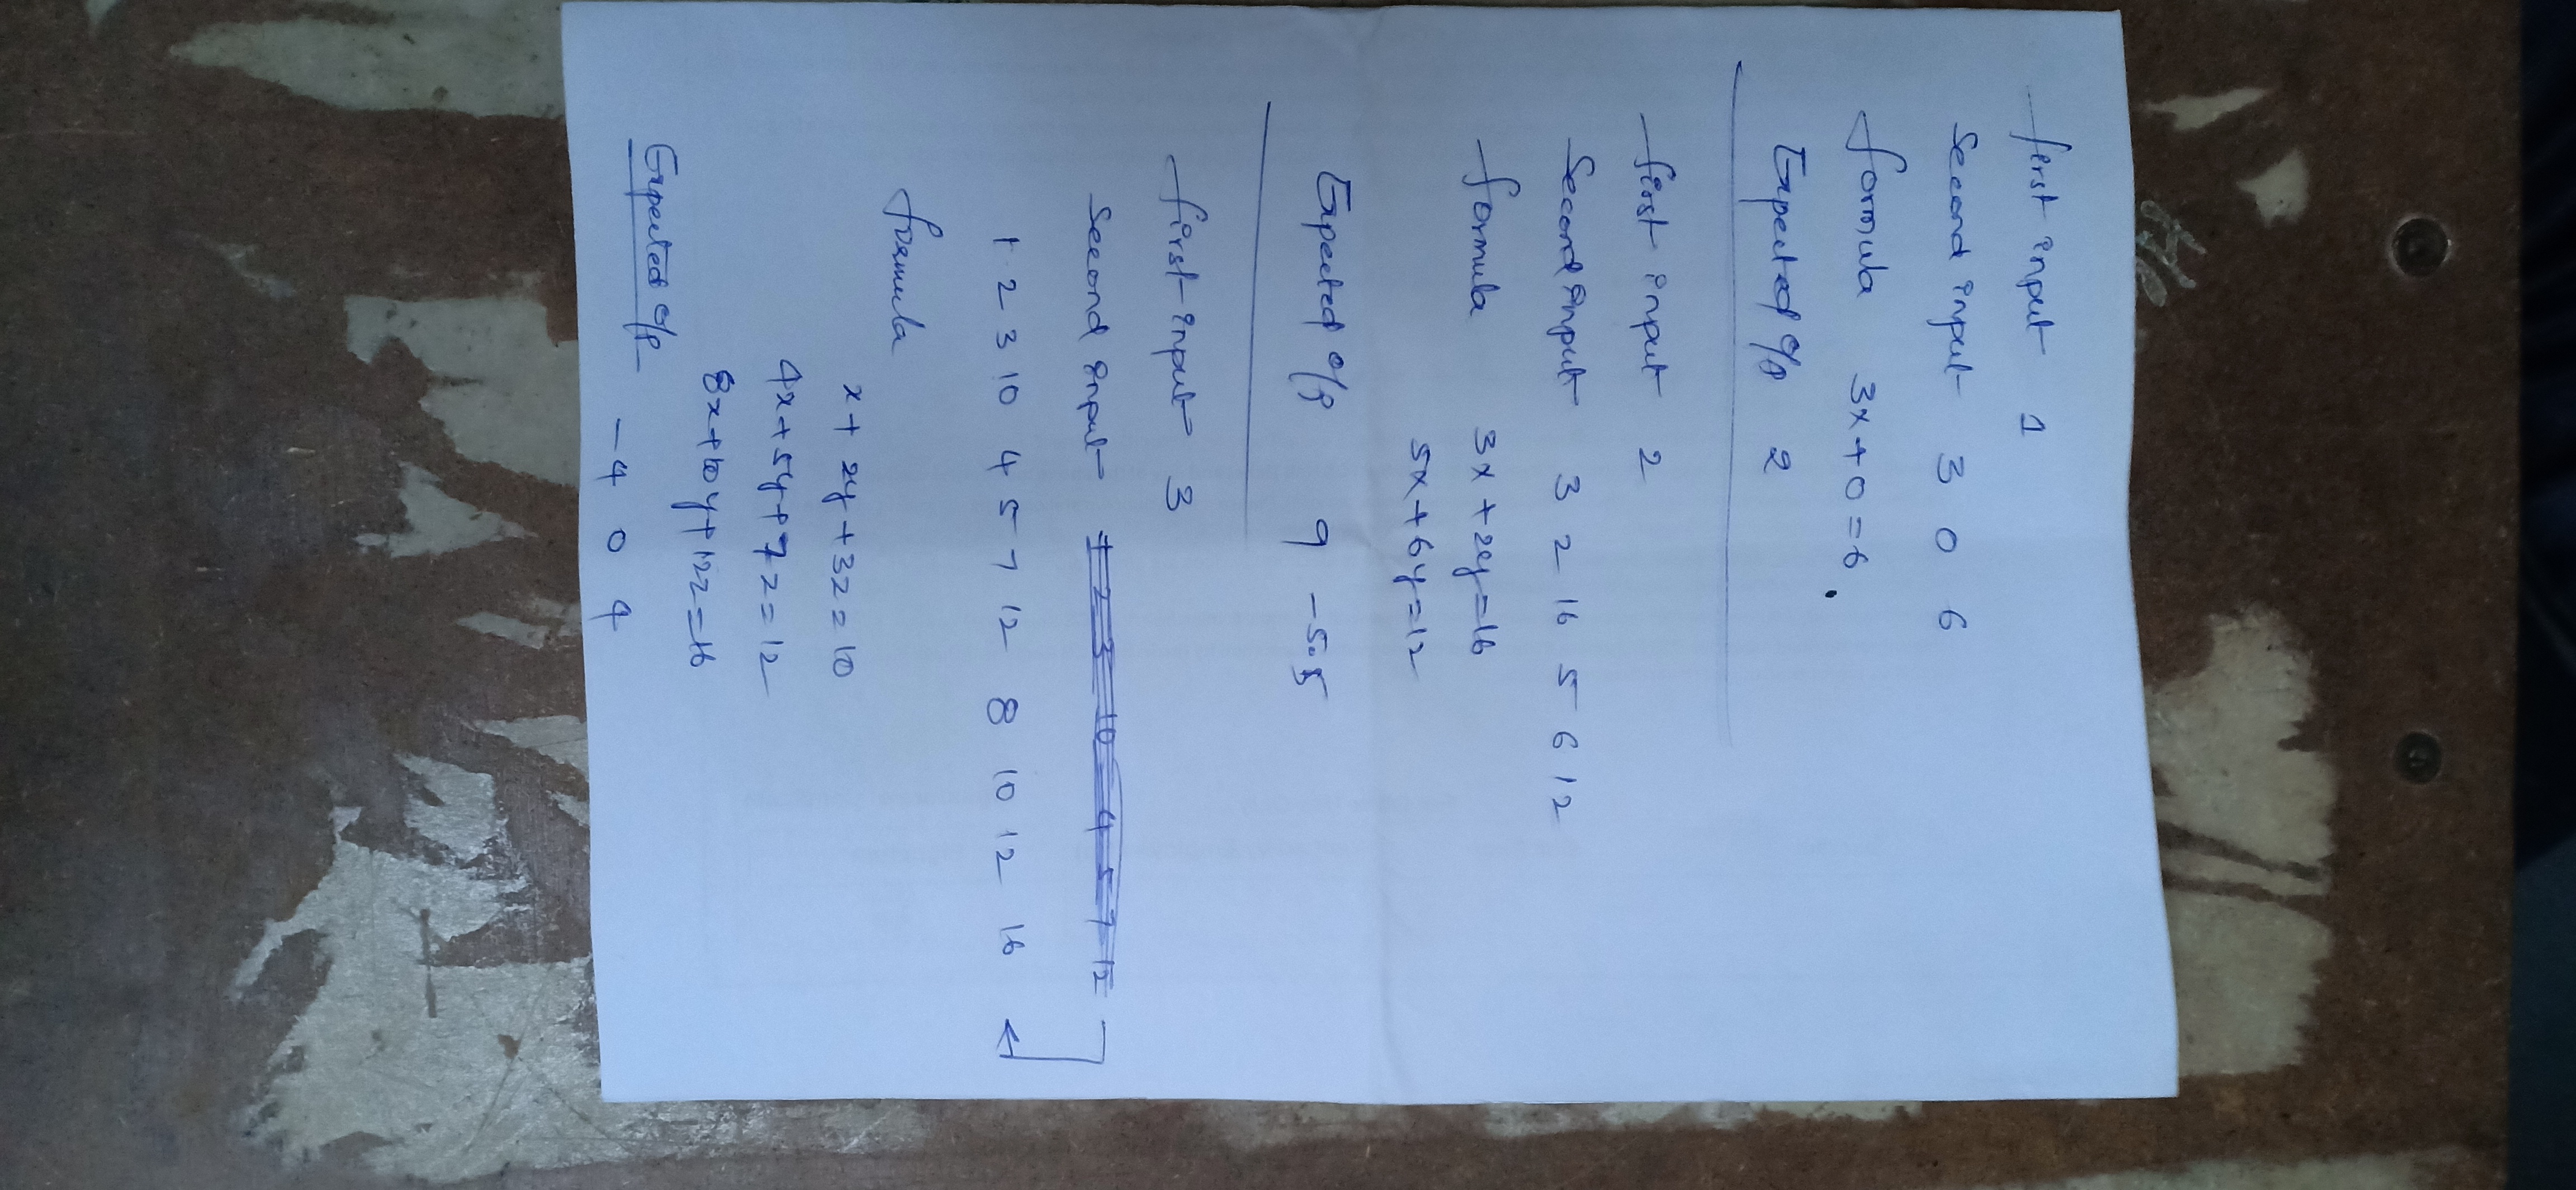 first input 1
Second input 3 0 6
formula 3x+0=6.
Expected o/p 2
first input 2
Second input 3 2 16 5 6 12
formula 3x+2y=16
5x+6y=12
Expected o/p 9 -5.5
first input 3
Second input 1 2 3 10 4 5 7 12
1 2 3 10 4 5 7 12 8 10 12 16
formula
x+ 2y+3z=10
4x+5y+7z=12
8x+10y+12z=16
Expected o/p
-4 0 4